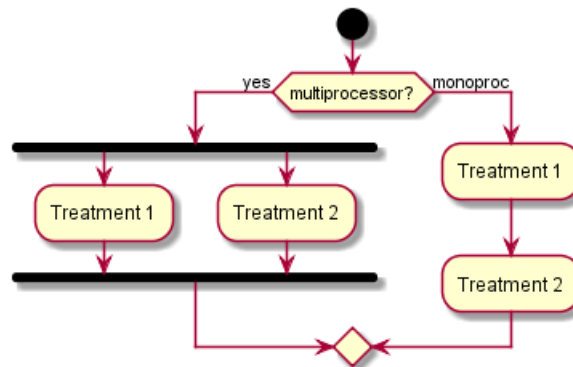 yes
multiprocessor?
monoproc
Treatment 1
Treatment 2
Treatment 1
Treatment 2